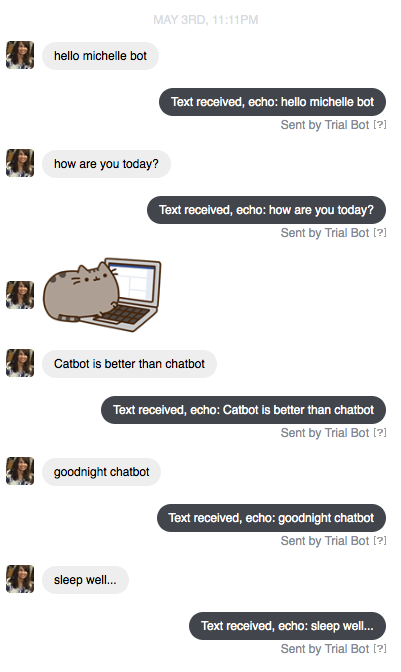 MAY 3RD, 11:11PM
hello michelle bot
Text received, echo: hello michelle bot
Sent by Trial Bot [?]
how are you today?
Text received, echo: how are you today?
Sent by Trial Bot [?]
Catbot is better than chatbot
Text received, echo: Catbot is better than chatbot
Sent by Trial Bot [?]
goodnight chatbot
Text received, echo: goodnight chatbot
Sent by Trial Bot [?]
sleep well...
Text received, echo: sleep well...
Sent by Trial Bot [?]